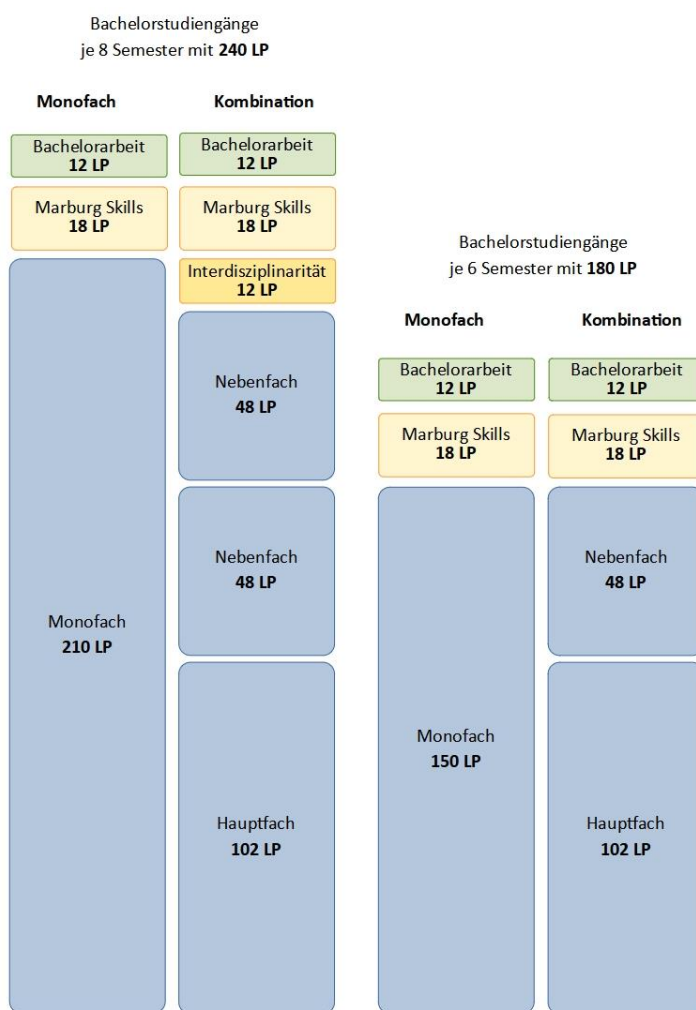 Bachelorstudiengänge
je 8 Semester mit 240 LP
Monofach
Kombination
Bachelorarbeit
12 LP
Marburg Skills
18 LP
Monofach
210 LP
Bachelorarbeit
12 LP
Marburg Skills
18 LP
Interdisziplinarität
12 LP
Nebenfach
48 LP
Nebenfach
48 LP
Hauptfach
102 LP
Bachelorstudiengänge
je 6 Semester mit 180 LP
Monofach
Kombination
Bachelorarbeit
12 LP
Marburg Skills
18 LP
Monofach
150 LP
Bachelorarbeit
12 LP
Marburg Skills
18 LP
Nebenfach
48 LP
Hauptfach
102 LP